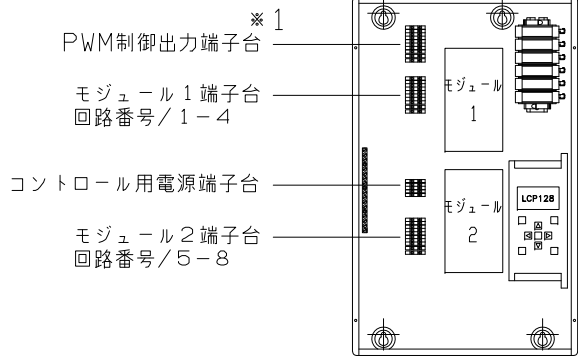 ※1
PWM制御出力端子台
モジュール1端子台
回路番号/1-4
コントロール用電源端子台
モジュール2端子台
回路番号/5-8
モジュール
1
モジュール
2
LCP128